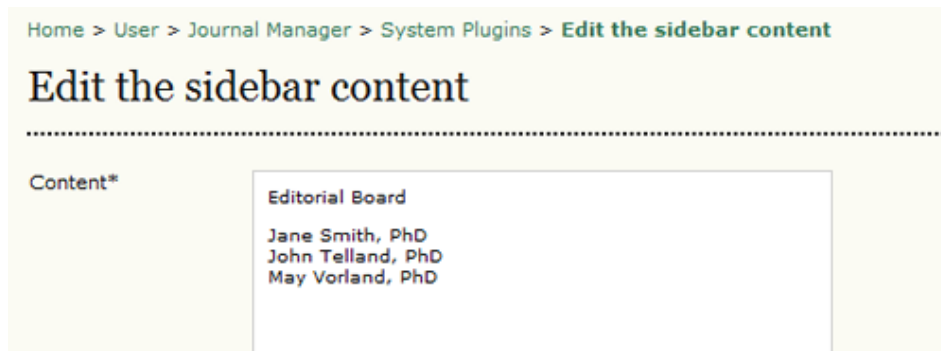 Home > User > Journal Manager > System Plugins > Edit the sidebar content
Edit the sidebar content
Content*
Editorial Board
Jane Smith, PhD
John Telland, PhD
May Vorland, PhD